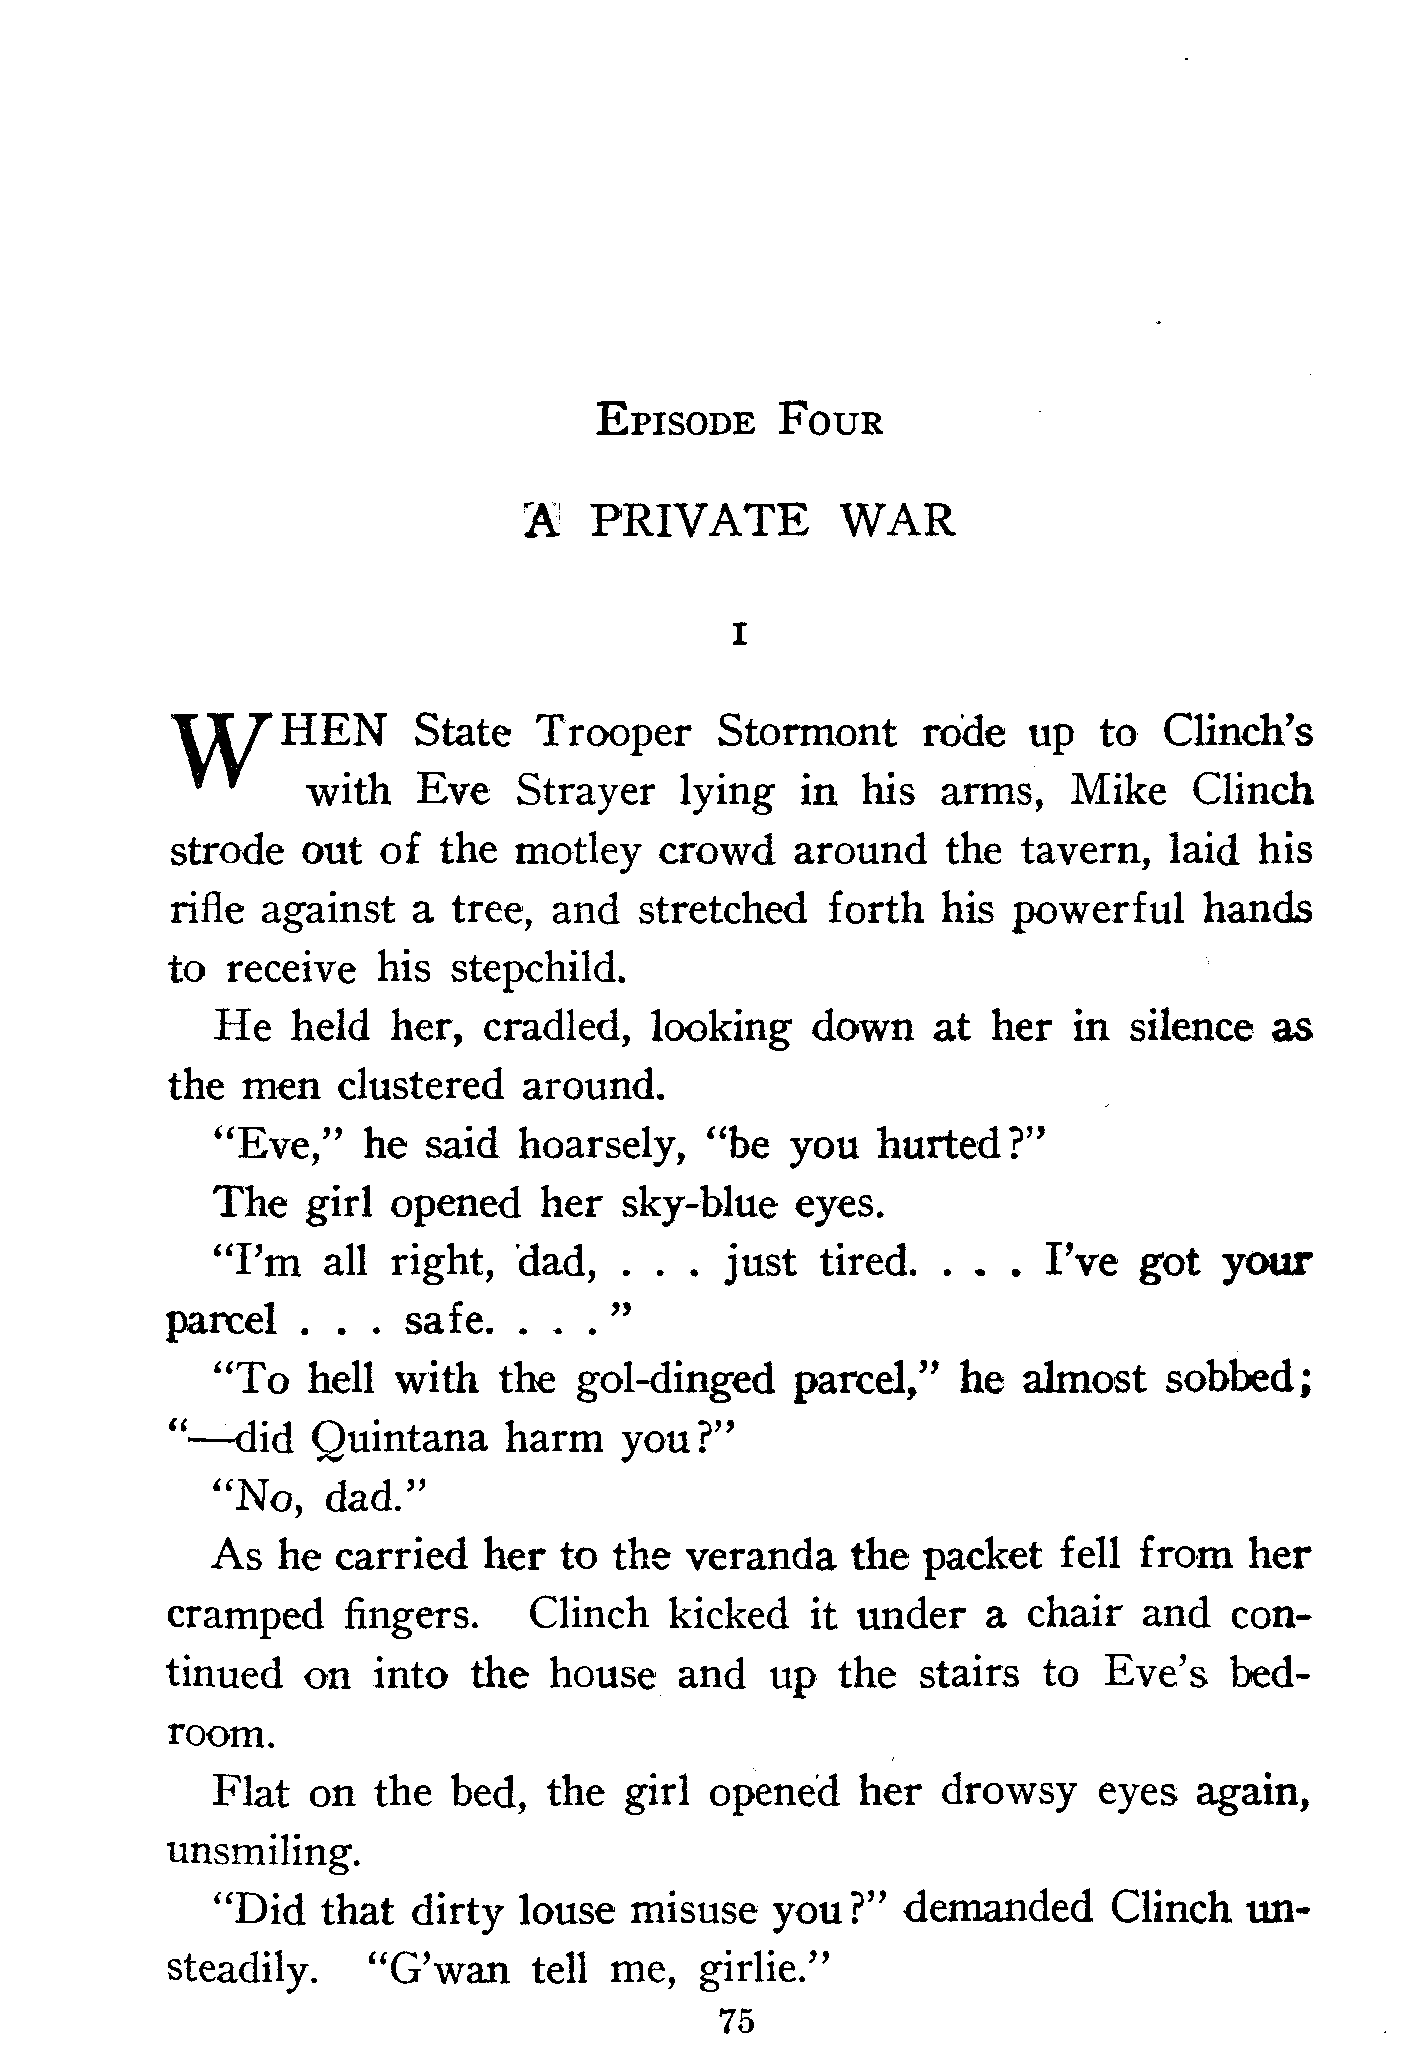 EPISODE FOUR
A PRIVATE WAR
I
WHEN State Trooper Stormont rode up to Clinch's
with Eve Strayer lying in his arms, Mike Clinch
strode out of the motley crowd around the tavern, laid his
rifle against a tree, and stretched forth his powerful hands
to receive his stepchild.
He held her, cradled, looking down at her in silence as
the men clustered around.
"Eve," he said hoarsely, "be you hurted?"
The girl opened her sky-blue eyes.
"I'm all right, dad, . . . just tired. . . . I've got your
parcel . . . safe. . . ."
"To hell with the gol-dinged parcel," he almost sobbed;
"—did Quintana harm you?"
"No, dad."
As he carried her to the veranda the packet fell from her
cramped fingers. Clinch kicked it under a chair and con-
tinued on into the house and up the stairs to Eve's bed-
room.
Flat on the bed, the girl opened her drowsy eyes again,
unsmiling.
"Did that dirty louse misuse you?" demanded Clinch un-
steadily. "G'wan tell me, girlie."
75